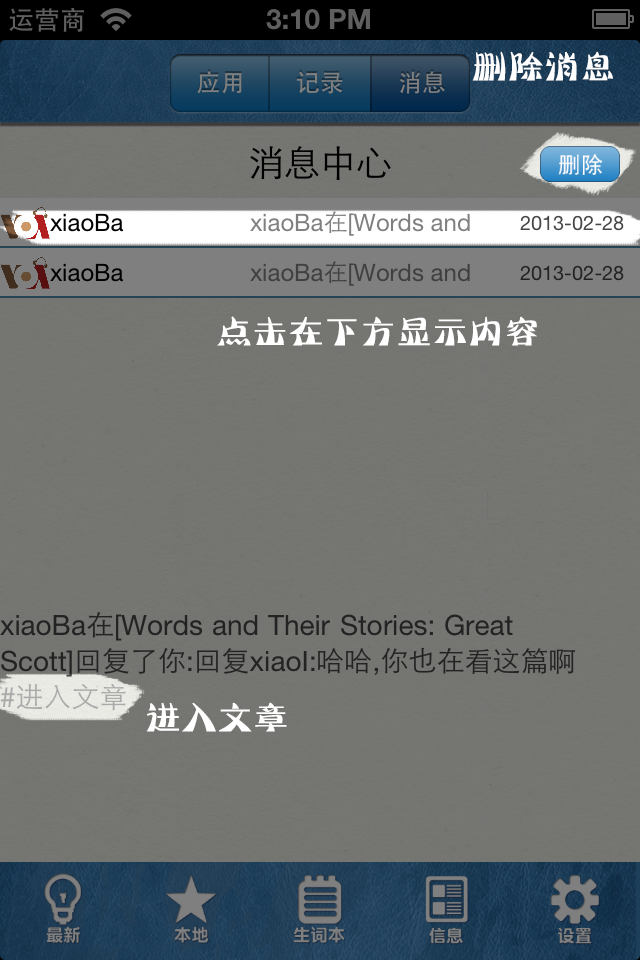 运营商 3:10 PM
应用 记录 消息 删除消息
消息中心 删除
VOA xiaoBa xiaoBa在[Words and 2013-02-28
VOA xiaoBa xiaoBa在[Words and 2013-02-28
点击在下方显示内容
xiaoBa在[Words and Their Stories: Great
Scott]回复了你:回复xiaol:哈哈,你也在看这篇啊
#进入文章 进入文章
最新 本地 生词本 信息 设置